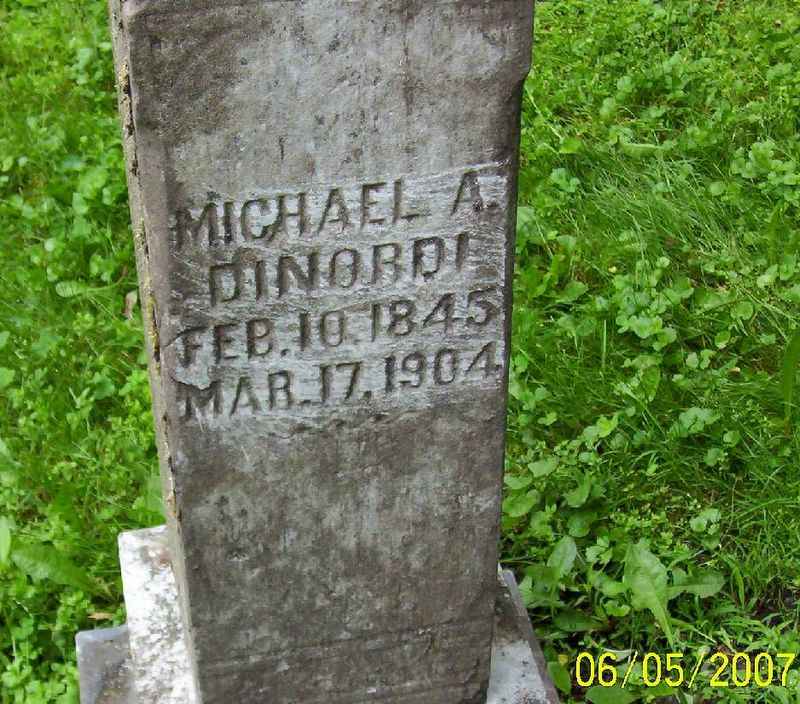 MICHAEL A.
DINORDI
FEB. 10. 1845
MAR. 17, 1904.
06/05/2007